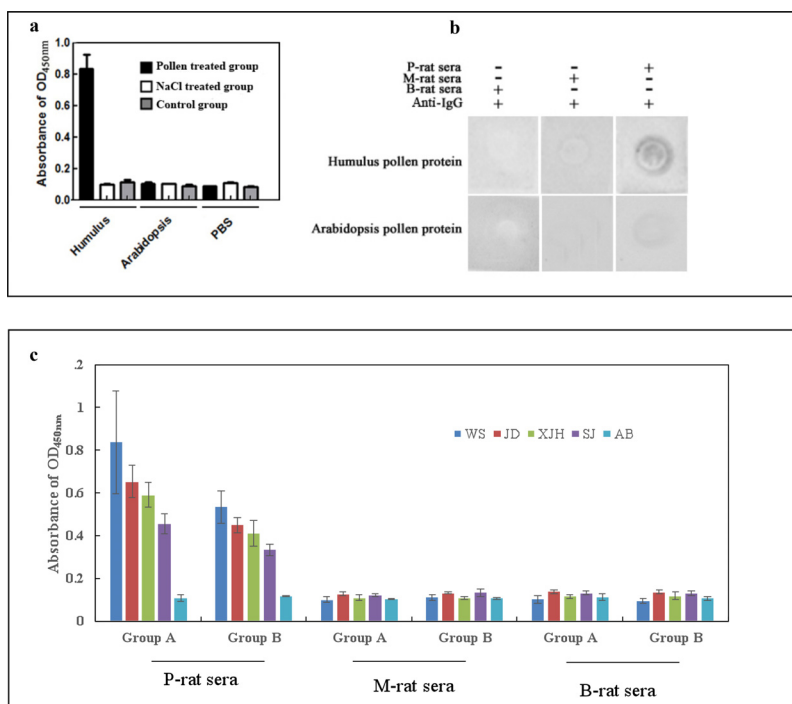 a
Absorbance of OD450nm
1.0
0.8
0.6
0.4
0.2
0.0
Pollen treated group
NaCl treated group
Control group
Humulus
Arabidopsis
PBS
b
P-rat sera - - +
M-rat sera - + -
B-rat sera + - -
Anti-IgG + + +
Humulus pollen protein
Arabidopsis pollen protein
c
Absorbance of OD450nm
.2
1
0.8
0.6
0.4
0.2
0
WS JD XJH SJ AB
Group A Group B Group A Group B Group A Group B
P-rat sera M-rat sera B-rat sera